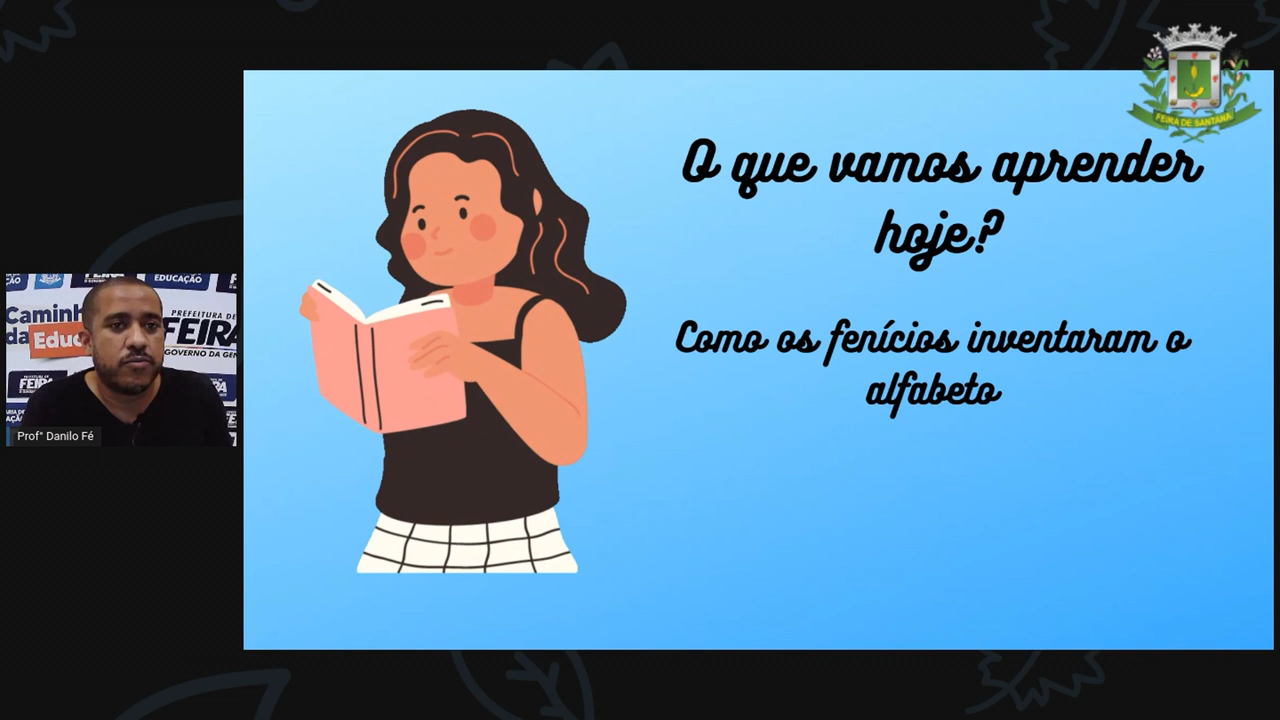 FEIRA DE SANTANA
O que vamos aprender
hoje?
Como os fenícios inventaram o
alfabeto
EDUCAÇÃO
Caminh
da Educ
PREFEITURA DE
FEIRA
GOVERNO DA GEN
FEIRA
Prof° Danilo Fé